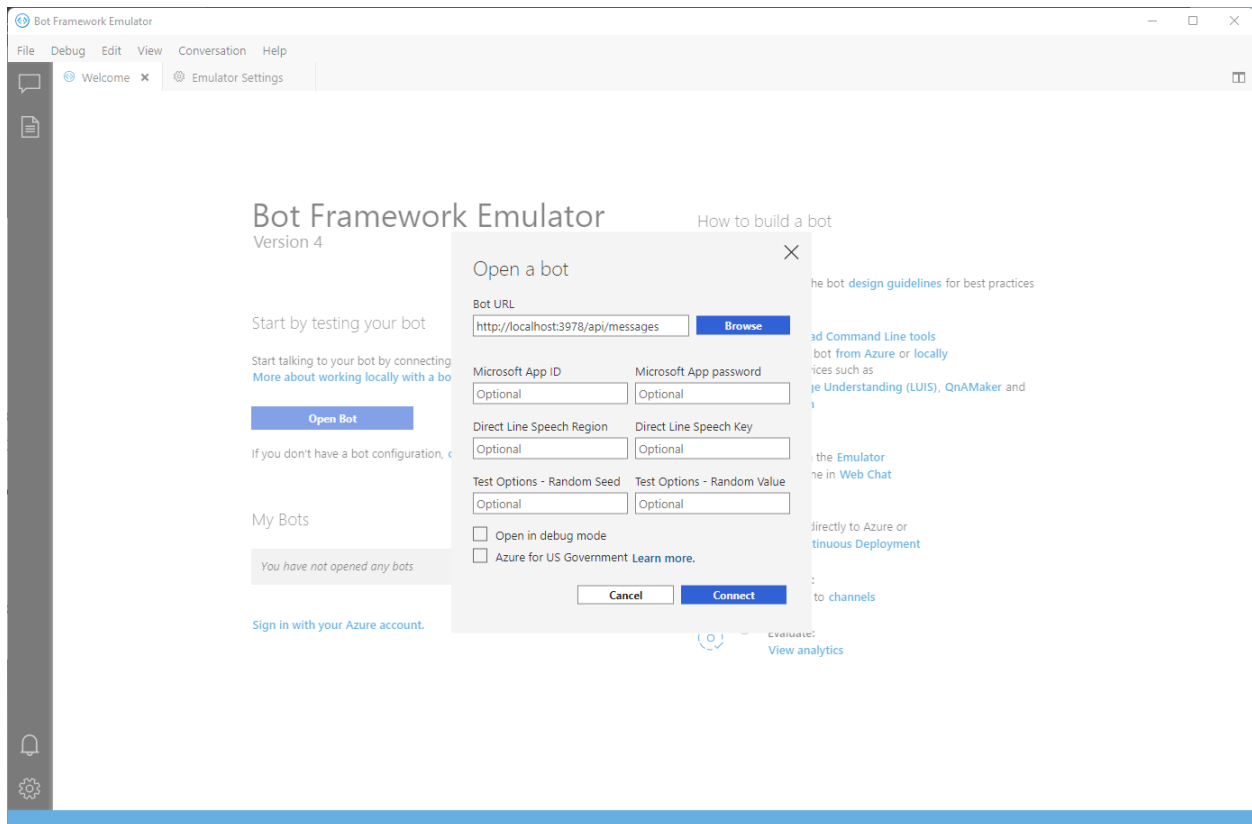 Bot Framework Emulator
File Debug Edit View Conversation Help
Welcome
Emulator Settings
Bot Framework Emulator
Version 4
Start by testing your bot
Start talking to your bot by connecting
More about working locally with a bo
Open Bot
If you don't have a bot configuration,
My Bots
You have not opened any bots
Sign in with your Azure account.
How to build a bot
he bot design guidelines for best practices
ad Command Line tools
bot from Azure or locally
ices such as
ge Understanding (LUIS), QnAMaker and
the Emulator
ne in Web Chat
directly to Azure or
tinuous Deployment
to channels
Evaluate:
View analytics
Open a bot
Bot URL
http://localhost:3978/api/messages
Browse
Microsoft App ID Microsoft App password
Optional Optional
Direct Line Speech Region Direct Line Speech Key
Optional Optional
Test Options - Random Seed Test Options - Random Value
Optional Optional
Open in debug mode
Azure for US Government Learn more.
Cancel Connect